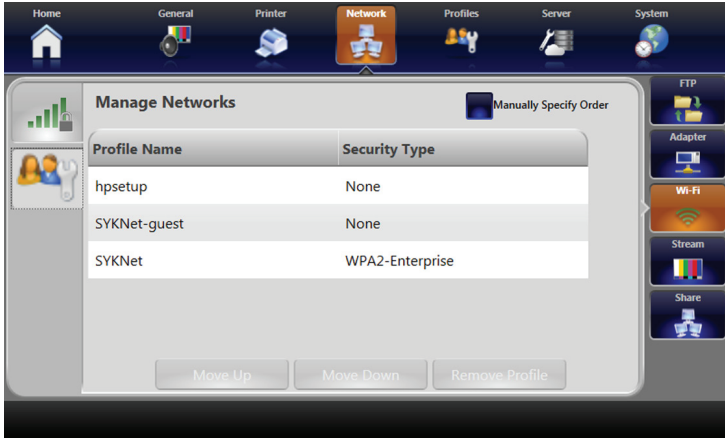 Home General Printer Network Profiles Server System
Manage Networks
Manually Specify Order
Profile Name Security Type
hpsetup None
SYKNet-guest None
SYKNet WPA2-Enterprise
Move Up Move Down Remove Profile
FTP
Adapter
Wi-Fi
Stream
Share